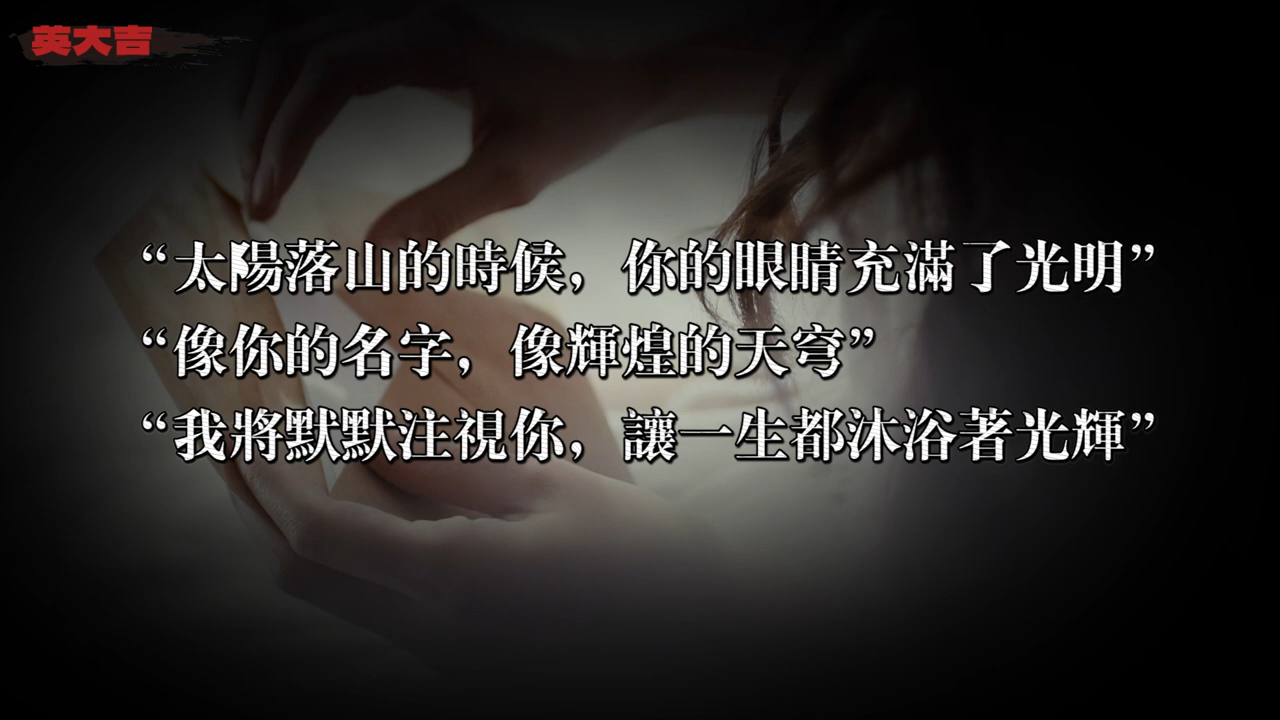 英大吉
“太陽落山的時候，你的眼睛充滿了光明”
“像你的名字，像輝煌的天穹”
“我將默默注視你，讓一生都沐浴著光輝”